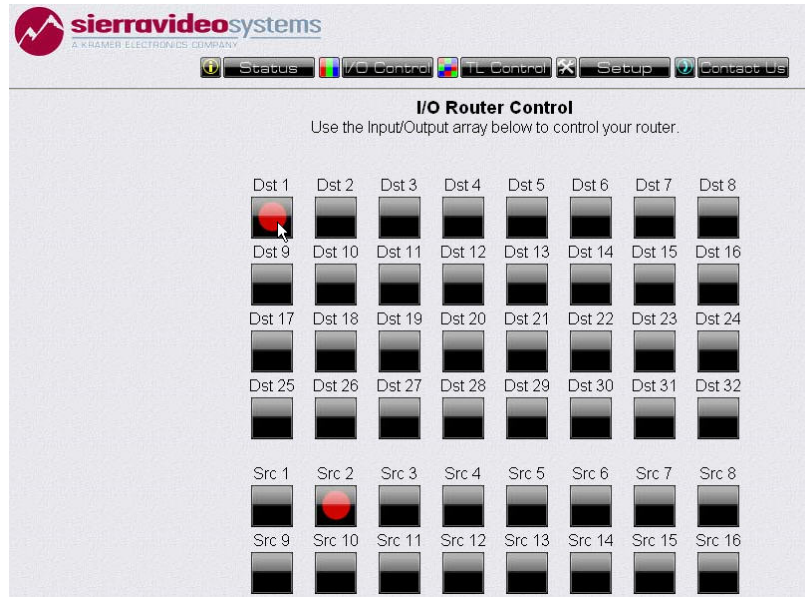 sierravideosystems
A KRAMER ELECTRONICS COMPANY
Status I/O Control TL Control Setup Contact Us
I/O Router Control
Use the Input/Output array below to control your router.
Dst 1 Dst 2 Dst 3 Dst 4 Dst 5 Dst 6 Dst 7 Dst 8
Dst 9 Dst 10 Dst 11 Dst 12 Dst 13 Dst 14 Dst 15 Dst 16
Dst 17 Dst 18 Dst 19 Dst 20 Dst 21 Dst 22 Dst 23 Dst 24
Dst 25 Dst 26 Dst 27 Dst 28 Dst 29 Dst 30 Dst 31 Dst 32
Src 1 Src 2 Src 3 Src 4 Src 5 Src 6 Src 7 Src 8
Src 9 Src 10 Src 11 Src 12 Src 13 Src 14 Src 15 Src 16